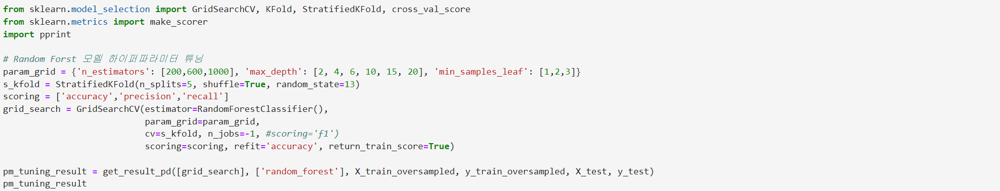 from sklearn.model_selection import GridSearchCV, KFold, StratifiedKFold, cross_val_score
from sklearn.metrics import make_scorer
import pprint
# Random Forst 모델 하이퍼파라미터 튜닝
param_grid = {'n_estimators': [200,600,1000], 'max_depth': [2, 4, 6, 10, 15, 20], 'min_samples_leaf': [1,2,3]}
s_kfold = StratifiedKFold(n_splits=5, shuffle=True, random_state=13)
scoring = ['accuracy','precision','recall']
grid_search = GridSearchCV(estimator=RandomForestClassifier(),
param_grid=param_grid,
cv=s_kfold, n_jobs=-1, #scoring='f1')
scoring=scoring, refit='accuracy', return_train_score=True)
pm_tuning_result = get_result_pd([grid_search], ['random_forest'], X_train_oversampled, y_train_oversampled, X_test, y_test)
pm_tuning_result